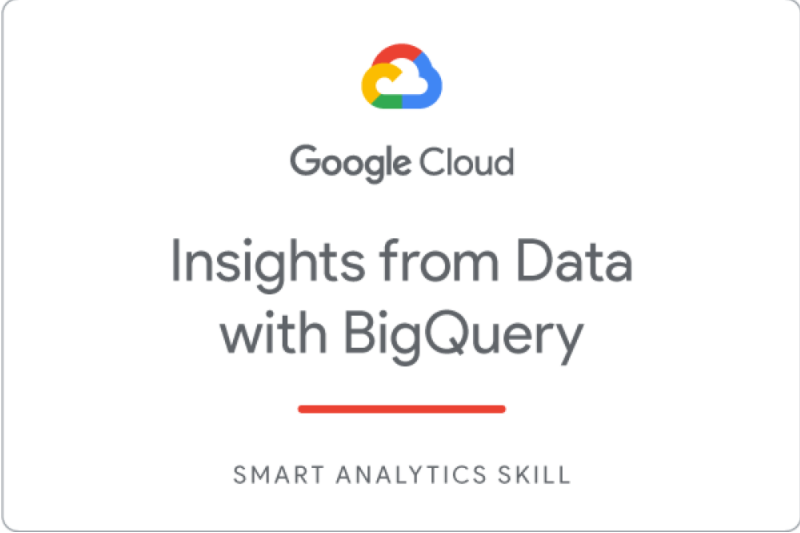 Google Cloud
Insights from Data
with BigQuery
SMART ANALYTICS SKILL